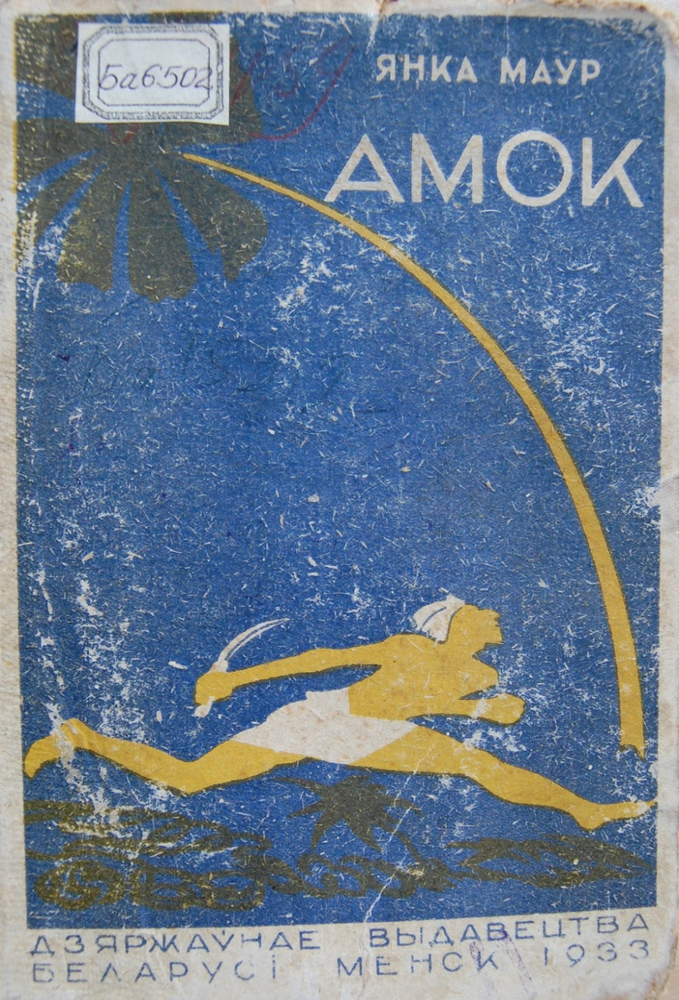 5а6502
ЯНКА МАУР
АМОК
ДЗЯРЖАЎНАЕ ВЫДАВЕЦТВА
БЕЛАРУСІ МЕНСК 1933